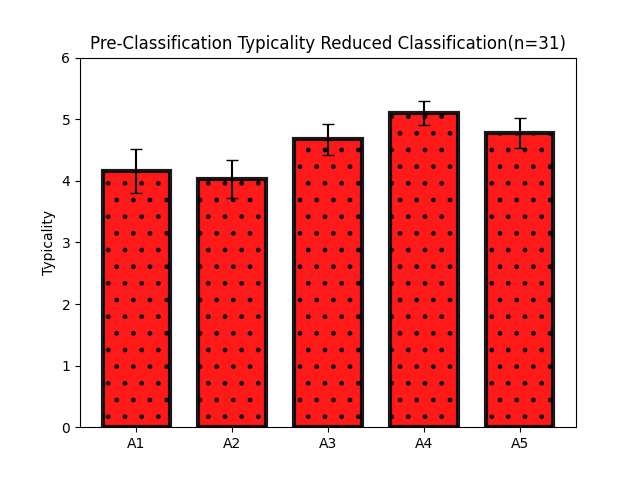 Pre-Classification Typicality Reduced Classification(n=31)
6
5
4
3
2
1
0
Typicality
A1 A2 A3 A4 A5